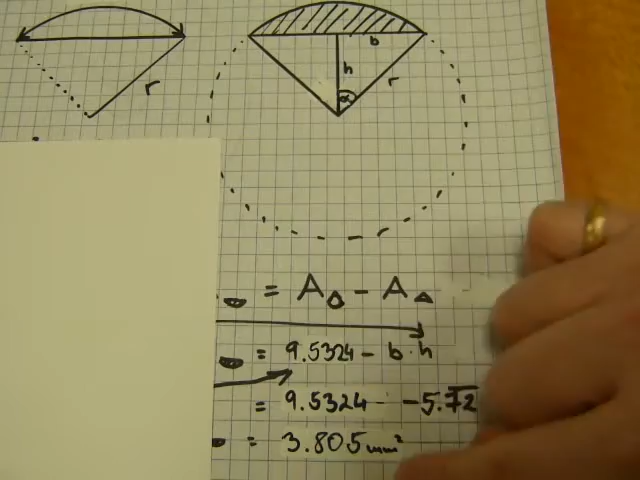 r
b
h
r
α
= A - A
= 9.5324 - b·h
= 9.5324 - -5.72
= 3.805 mm²